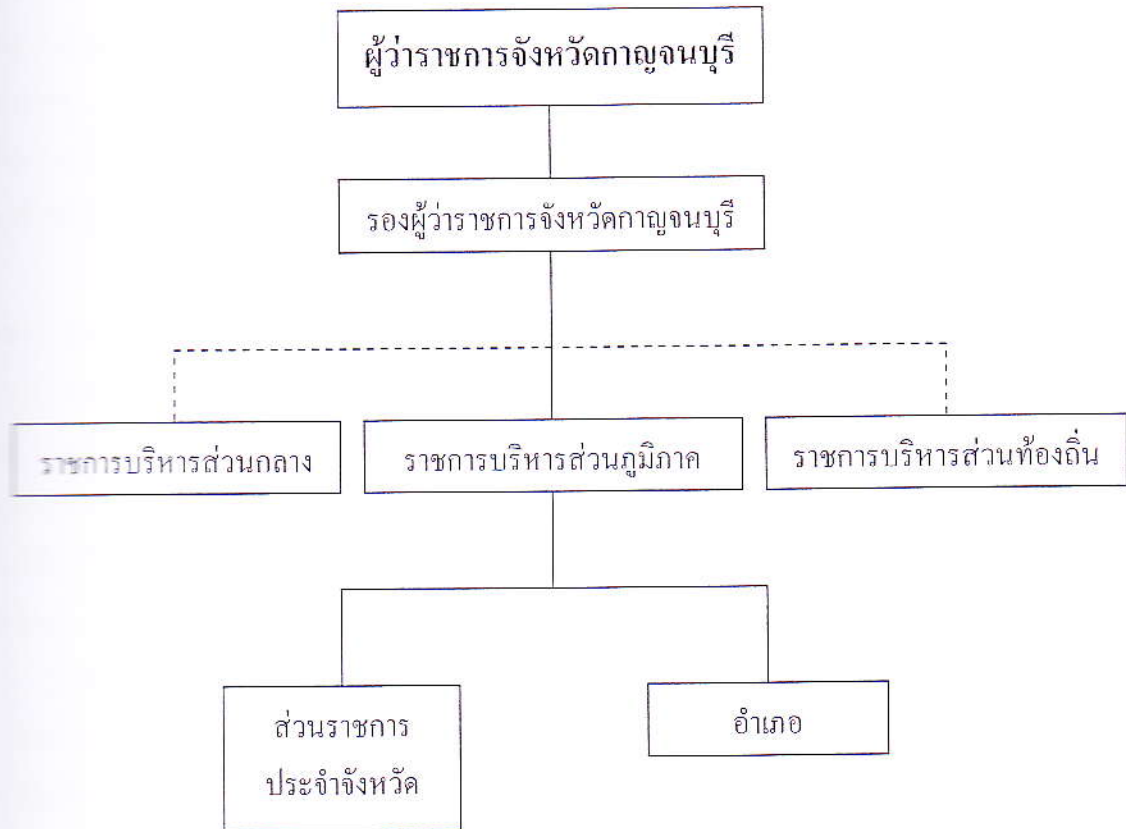 ผู้ว่าราชการจังหวัดกาญจนบุรี
รองผู้ว่าราชการจังหวัดกาญจนบุรี
ราชการบริหารส่วนกลาง
ราชการบริหารส่วนภูมิภาค
ราชการบริหารส่วนท้องถิ่น
ส่วนราชการ
ประจำจังหวัด
อำเภอ